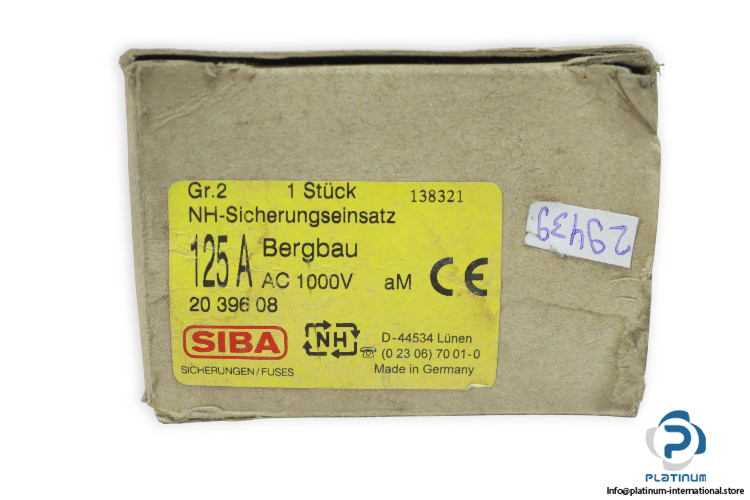 Gr.2 1 Stück 138321
NH-Sicherungseinsatz
125 A Bergbau
AC 1000V aM CE
20 396 08
SIBA NH D-44534 Lünen
☏ (0 23 06) 70 01-0
SICHERUNGEN/FUSES Made in Germany
29439
PLATINUM
Info@platinum-international.store